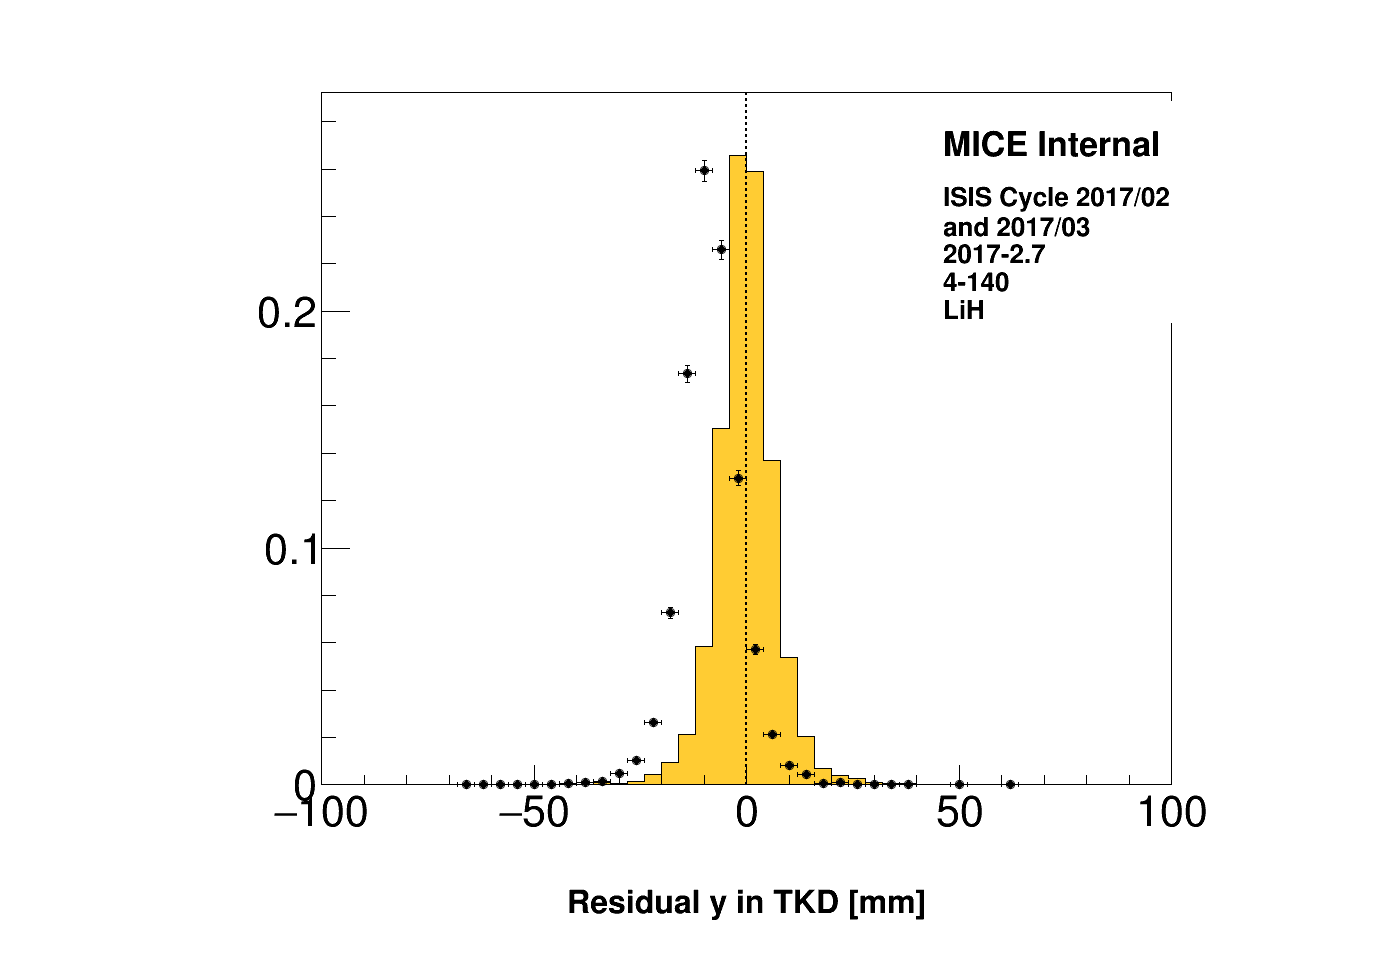 MICE Internal
ISIS Cycle 2017/02
and 2017/03
2017-2.7
4-140
LiH
0.2
0.1
0
−100 −50 0 50 100
Residual y in TKD [mm]